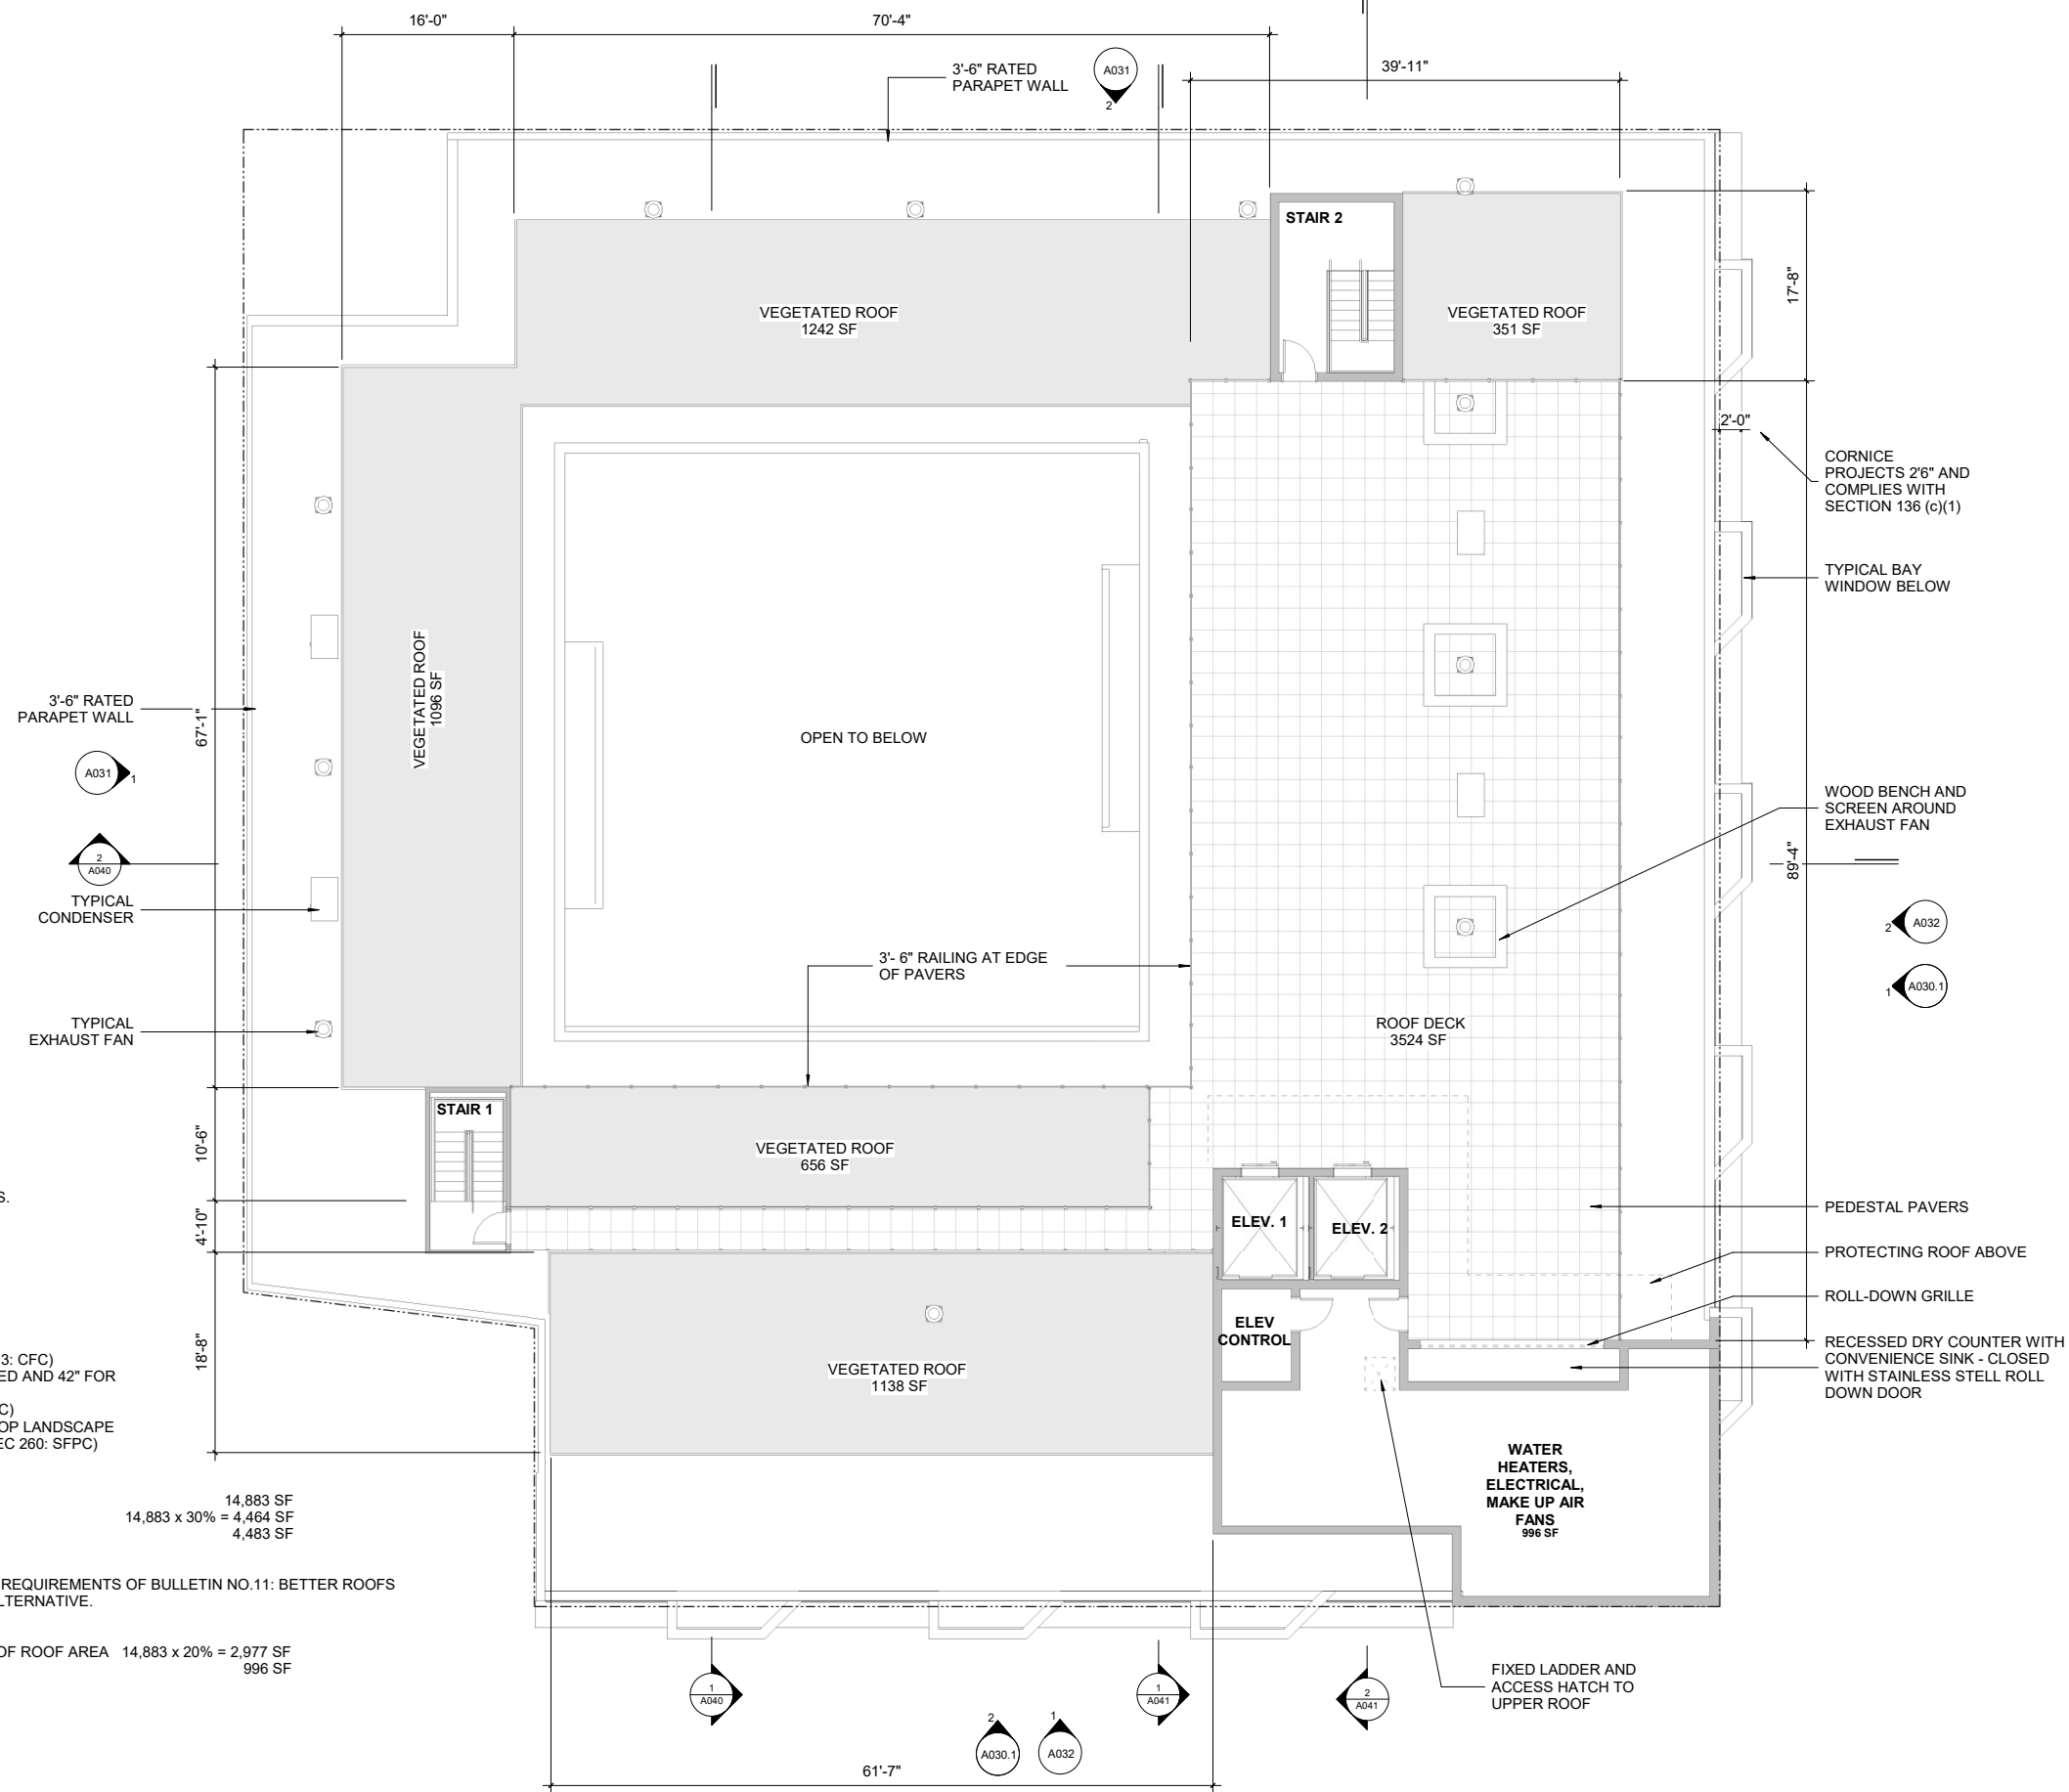 16'-0"
70'-4"
39'-11"
3'-6" RATED
PARAPET WALL
A031
2
STAIR 2
VEGETATED ROOF
1242 SF
VEGETATED ROOF
351 SF
17'-8"
2'-0"
CORNICE
PROJECTS 2'6" AND
COMPLIES WITH
SECTION 136 (c)(1)
TYPICAL BAY
WINDOW BELOW
VEGETATED ROOF
1096 SF
3'-6" RATED
PARAPET WALL
67'-1"
A031
1
OPEN TO BELOW
WOOD BENCH AND
SCREEN AROUND
EXHAUST FAN
2
A040
89'-4"
TYPICAL
CONDENSER
2
A032
3'- 6" RAILING AT EDGE
OF PAVERS
1
A030.1
TYPICAL
EXHAUST FAN
ROOF DECK
3524 SF
STAIR 1
10'-6"
VEGETATED ROOF
656 SF
S.
4'-10"
ELEV. 1
ELEV. 2
PEDESTAL PAVERS
PROTECTING ROOF ABOVE
ROLL-DOWN GRILLE
ELEV
CONTROL
RECESSED DRY COUNTER WITH
CONVENIENCE SINK - CLOSED
WITH STAINLESS STELL ROLL
DOWN DOOR
18'-8"
3: CFC)
ED AND 42" FOR
C)
OP LANDSCAPE
EC 260: SFPC)
VEGETATED ROOF
1138 SF
WATER
HEATERS,
ELECTRICAL,
MAKE UP AIR
FANS
996 SF
14,883 SF
14,883 x 30% = 4,464 SF
4,483 SF
REQUIREMENTS OF BULLETIN NO.11: BETTER ROOFS
LTERNATIVE.
OF ROOF AREA 14,883 x 20% = 2,977 SF
996 SF
1
A040
1
A041
2
A041
FIXED LADDER AND
ACCESS HATCH TO
UPPER ROOF
2
A030.1
1
A032
61'-7"